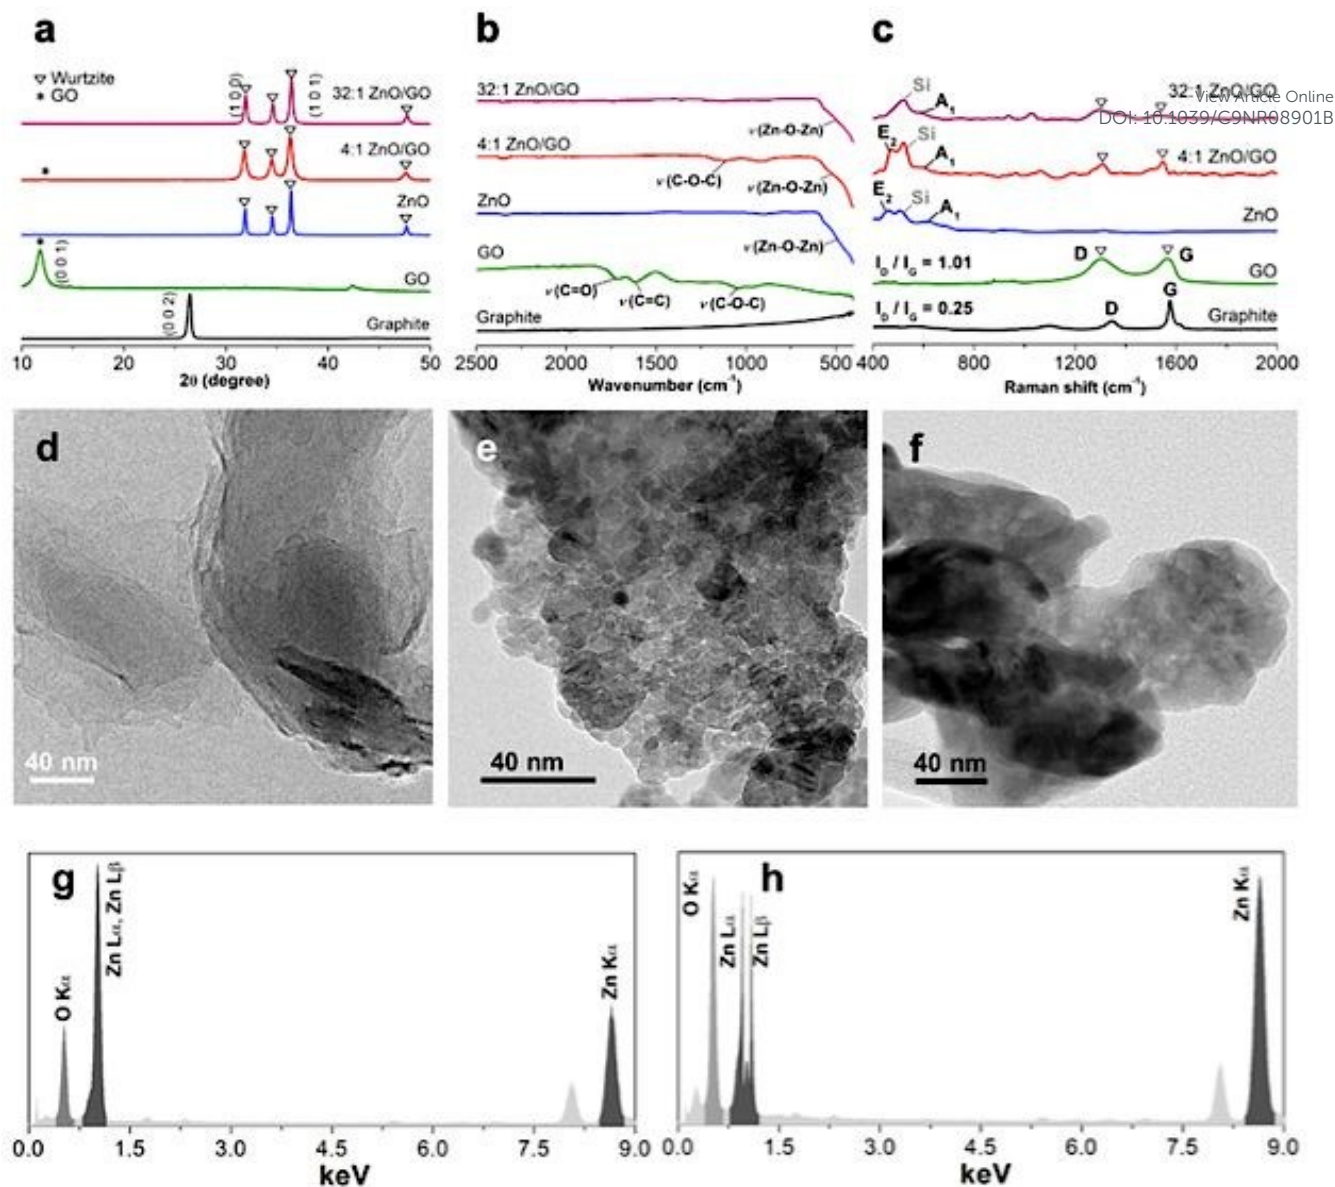 a
▽ Wurtzite
* GO
(1 0 0)
(1 0 1)
32:1 ZnO/GO
4:1 ZnO/GO
*
ZnO
*
(0 0 1)
GO
(0 0 2)
Graphite
10 20 30 40 50
2θ (degree)
b
32:1 ZnO/GO
ν(Zn-O-Zn)
4:1 ZnO/GO
ν(C-O-C)
ν(Zn-O-Zn)
ZnO
ν(Zn-O-Zn)
GO
ν(C=O)
ν(C=C)
ν(C-O-C)
Graphite
2500 2000 1500 1000 500
Wavenumber (cm⁻¹)
c
Si
A₁
32:1 ZnO/GO
View Article Online
DOI: 10.1039/C9NR08901B
E₂
Si
A₁
4:1 ZnO/GO
E₂
Si
A₁
ZnO
I_D / I_G = 1.01
D
G
GO
I_D / I_G = 0.25
D
G
Graphite
400 800 1200 1600 2000
Raman shift (cm⁻¹)
d
40 nm
e
40 nm
f
40 nm
g
O Kα
Zn Lα, Zn Lβ
Zn Kα
0.0 1.5 3.0 4.5 6.0 7.5 9.0
keV
h
O Kα
Zn Lα
Zn Lβ
Zn Kα
0.0 1.5 3.0 4.5 6.0 7.5 9.0
keV